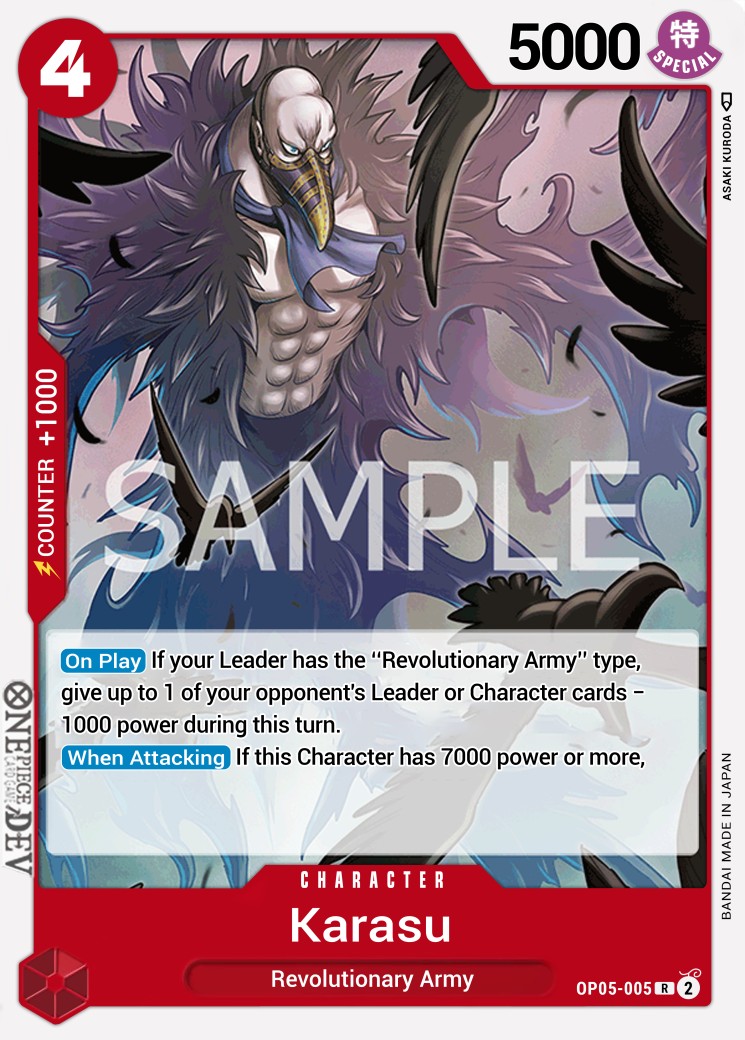 4
5000
特
SPECIAL
ASAKI KURODA
COUNTER +1000
SAMPLE
On Play If your Leader has the “Revolutionary Army” type,
give up to 1 of your opponent's Leader or Character cards −
1000 power during this turn.
When Attacking If this Character has 7000 power or more,
ONE PIECE
CARD GAME
DEV
BANDAI MADE IN JAPAN
CHARACTER
Karasu
Revolutionary Army
OP05-005 R 2